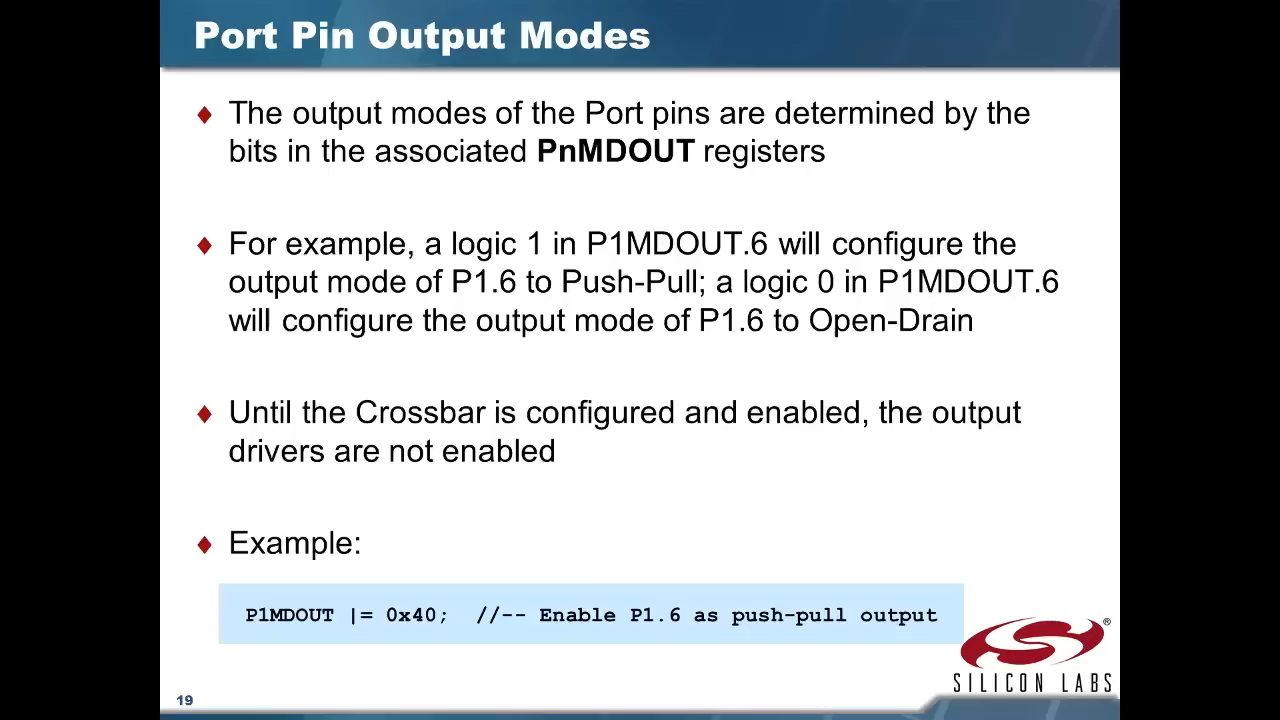 Port Pin Output Modes
♦ The output modes of the Port pins are determined by the
bits in the associated PnMDOUT registers
♦ For example, a logic 1 in P1MDOUT.6 will configure the
output mode of P1.6 to Push-Pull; a logic 0 in P1MDOUT.6
will configure the output mode of P1.6 to Open-Drain
♦ Until the Crossbar is configured and enabled, the output
drivers are not enabled
♦ Example:
P1MDOUT |= 0x40;  //-- Enable P1.6 as push-pull output
®
SILICON LABS
19